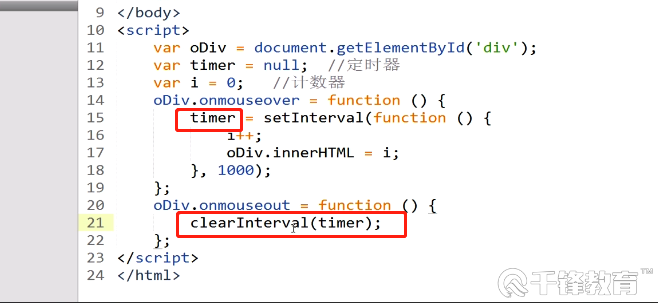 9 </body>
10 <script>
11 var oDiv = document.getElementById('div');
12 var timer = null; //定时器
13 var i = 0; //计数器
14 oDiv.onmouseover = function () {
15 timer = setInterval(function () {
16 i++;
17 oDiv.innerHTML = i;
18 }, 1000);
19 };
20 oDiv.onmouseout = function () {
21 clearInterval(timer);
22 };
23 </script>
24 </html>
千锋教育™